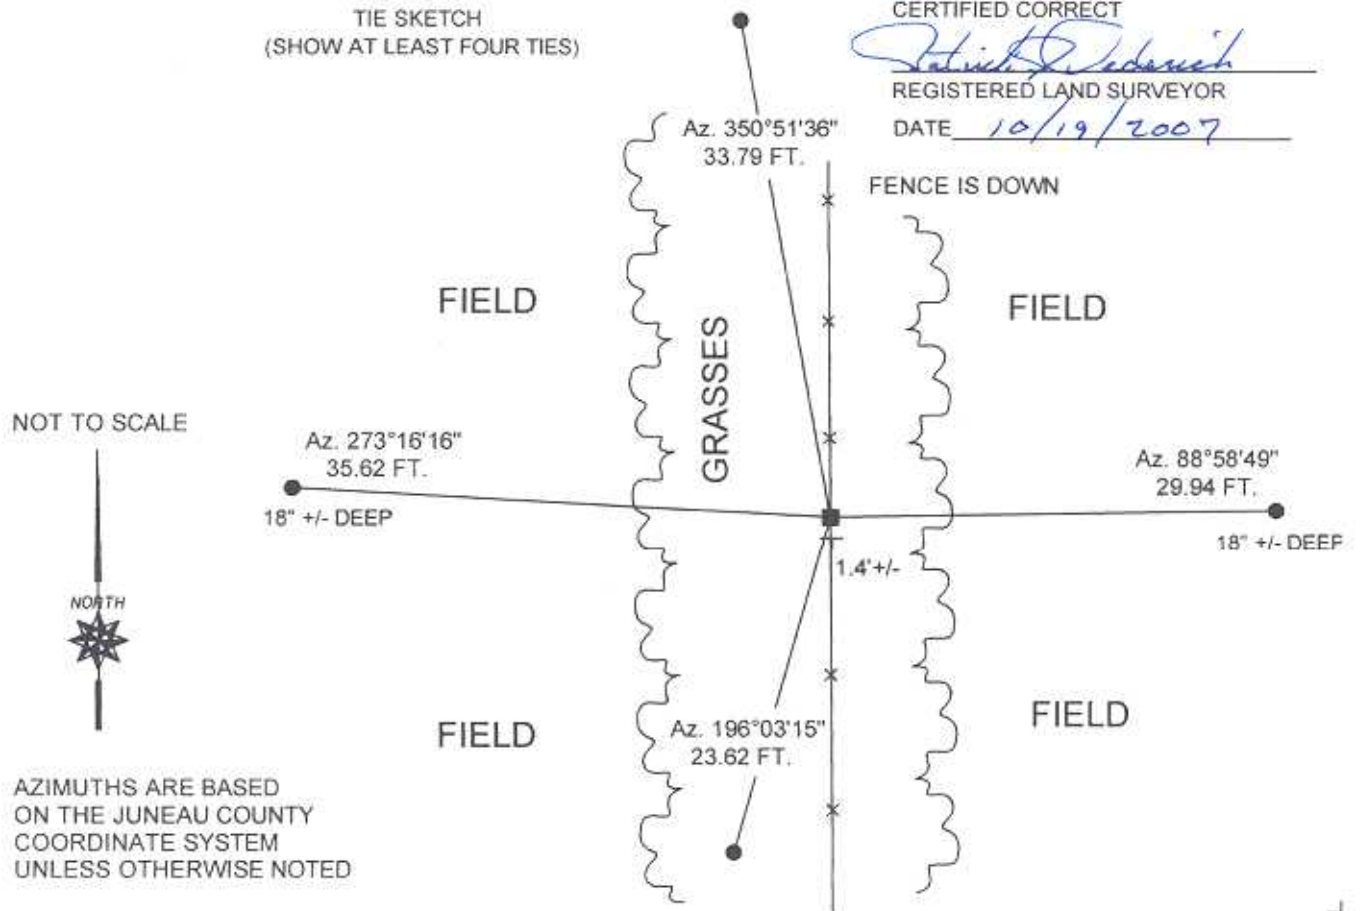 TIE SKETCH
(SHOW AT LEAST FOUR TIES)
CERTIFIED CORRECT
REGISTERED LAND SURVEYOR
DATE 10/19/2007
Az. 350°51'36"
33.79 FT.
FENCE IS DOWN
FIELD
FIELD
GRASSES
NOT TO SCALE
Az. 273°16'16"
35.62 FT.
18" +/- DEEP
Az. 88°58'49"
29.94 FT.
18" +/- DEEP
1.4'+/-
NORTH
FIELD
FIELD
Az. 196°03'15"
23.62 FT.
AZIMUTHS ARE BASED
ON THE JUNEAU COUNTY
COORDINATE SYSTEM
UNLESS OTHERWISE NOTED